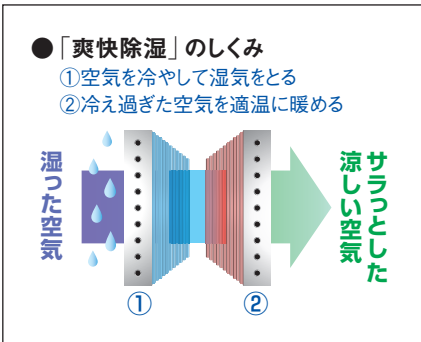 ●「爽快除湿」のしくみ
①空気を冷やして湿気をとる
②冷え過ぎた空気を適温に暖める
湿った空気
サラっとした
涼しい空気
①
②